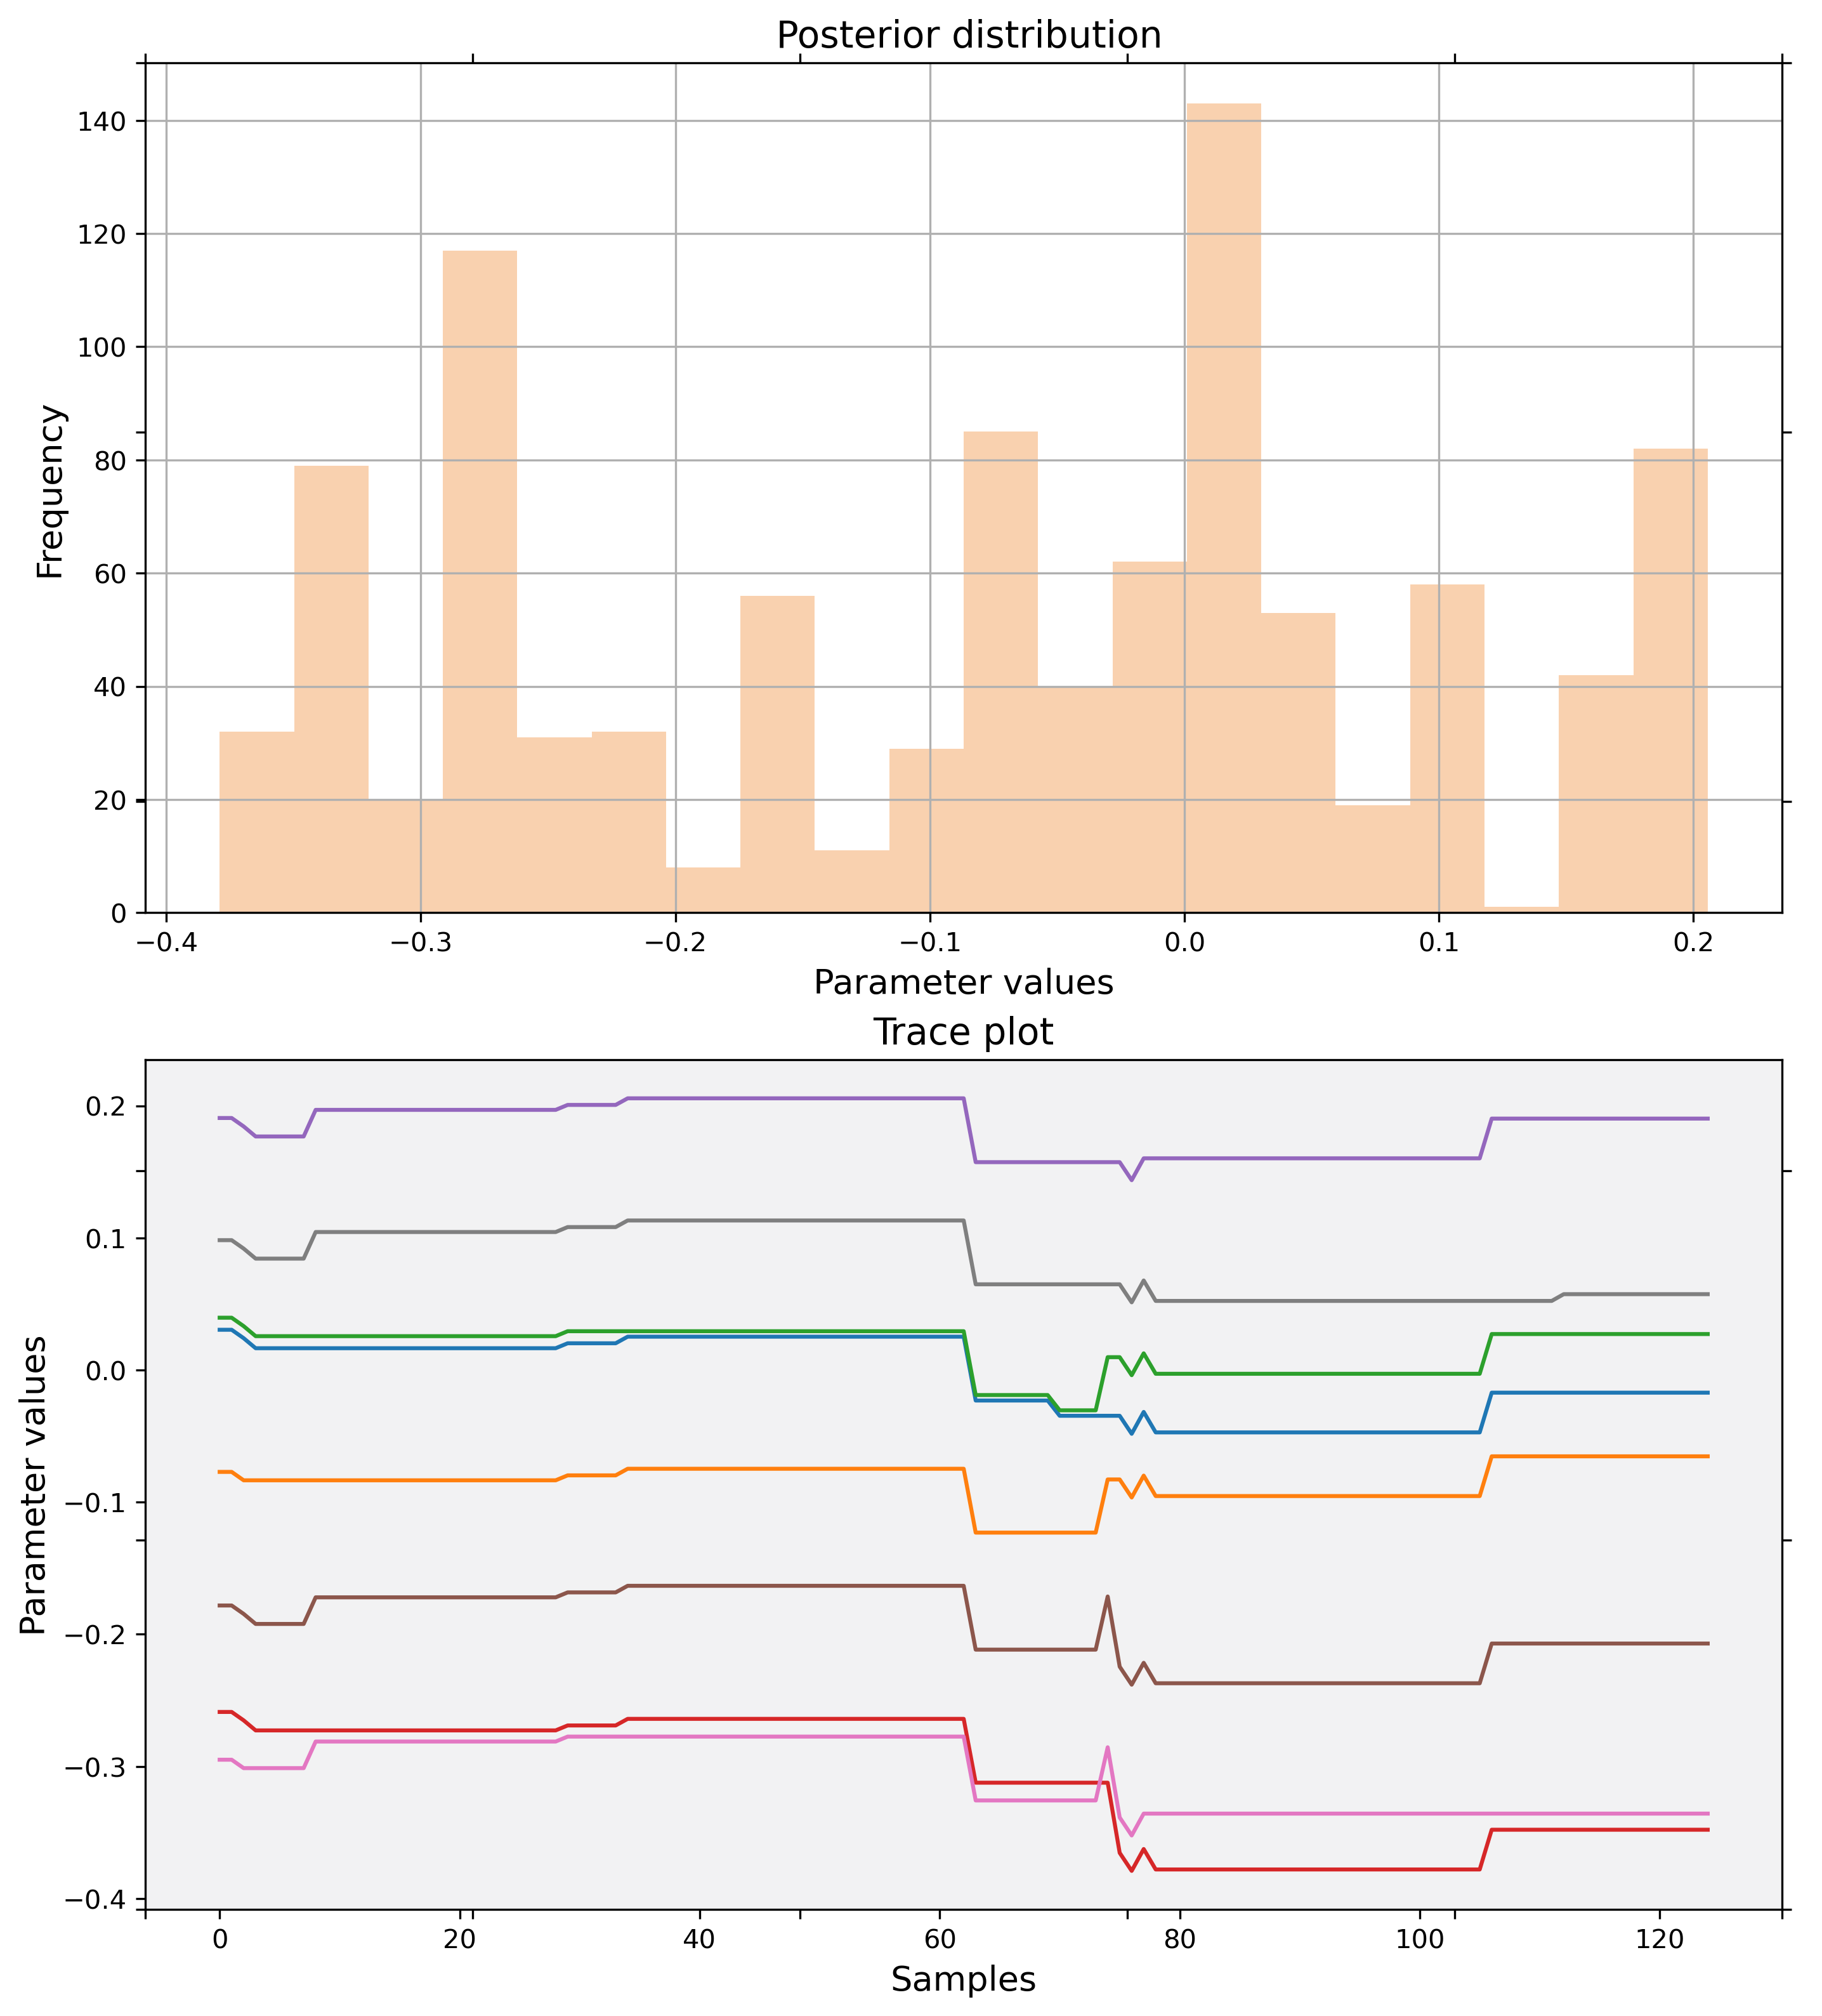 Posterior distribution
140
120
100
80
60
40
20
0
Frequency
−0.4 −0.3 −0.2 −0.1 0.0 0.1 0.2
Parameter values
Trace plot
0.2
0.1
0.0
−0.1
−0.2
−0.3
−0.4
Parameter values
0 20 40 60 80 100 120
Samples